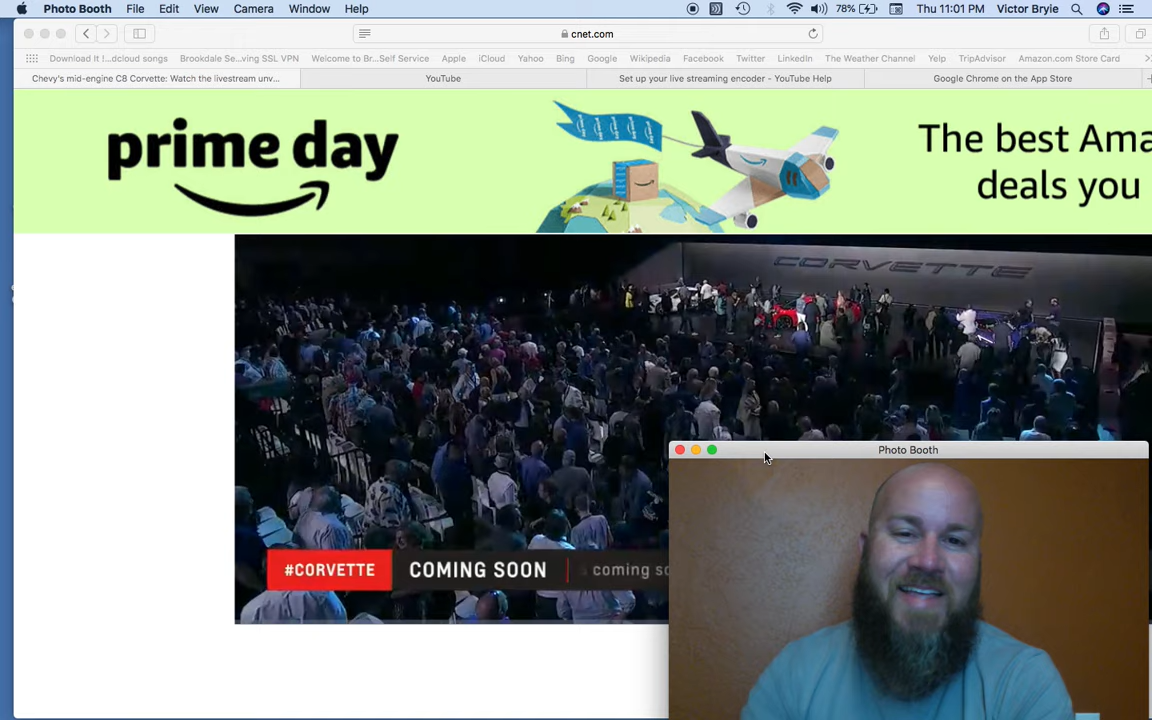 Photo Booth File Edit View Camera Window Help 78% Thu 11:01 PM Victor Bryie
cnet.com
Download It !...dcloud songs Brookdale Se...ving SSL VPN Welcome to Br...Self Service Apple iCloud Yahoo Bing Google Wikipedia Facebook Twitter LinkedIn The Weather Channel Yelp TripAdvisor Amazon.com Store Card
Chevy's mid-engine C8 Corvette: Watch the livestream unv... YouTube Set up your live streaming encoder - YouTube Help Google Chrome on the App Store
prime day
The best Ama
deals you
CORVETTE
Photo Booth
#CORVETTE COMING SOON coming so